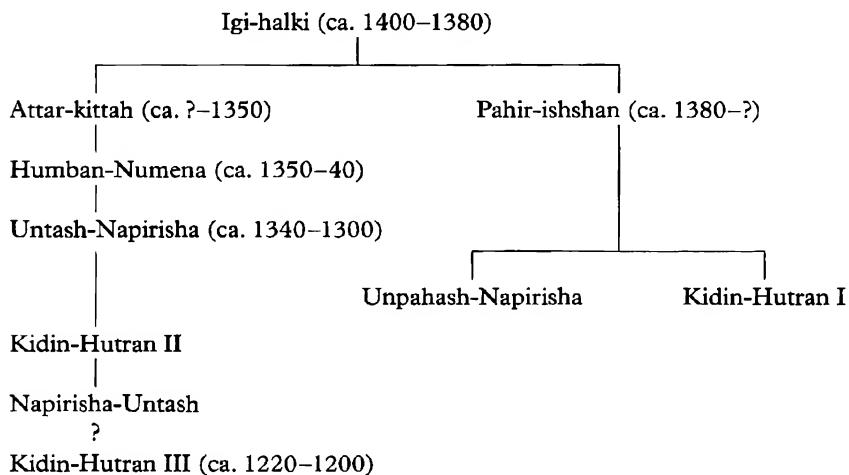 Igi-halki (ca. 1400–1380)
Attar-kittah (ca. ?–1350)
Pahir-ishshan (ca. 1380–?)
Humban-Numena (ca. 1350–40)
Untash-Napirisha (ca. 1340–1300)
Unpahash-Napirisha
Kidin-Hutran I
Kidin-Hutran II
Napirisha-Untash
?
Kidin-Hutran III (ca. 1220–1200)